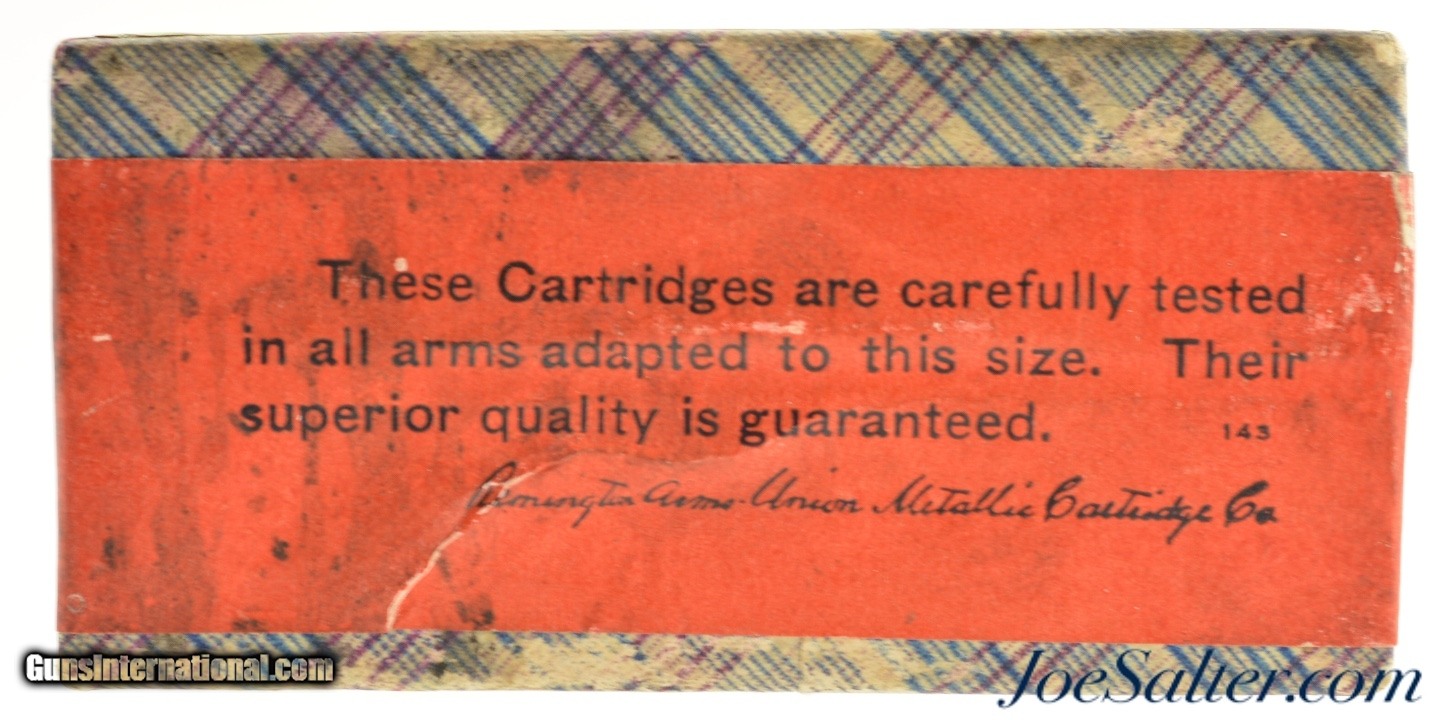 These Cartridges are carefully tested
in all arms adapted to this size. Their
superior quality is guaranteed. 143
Remington Arms-Union Metallic Cartridge Co
GunsInternational.com
JoeSalter.com